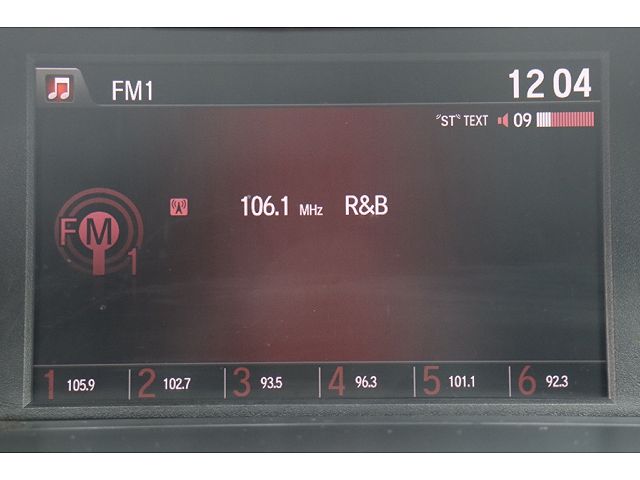 FM1 12 04
"ST" TEXT 09
106.1 MHz R&B
FM 1
1 105.9 2 102.7 3 93.5 4 96.3 5 101.1 6 92.3